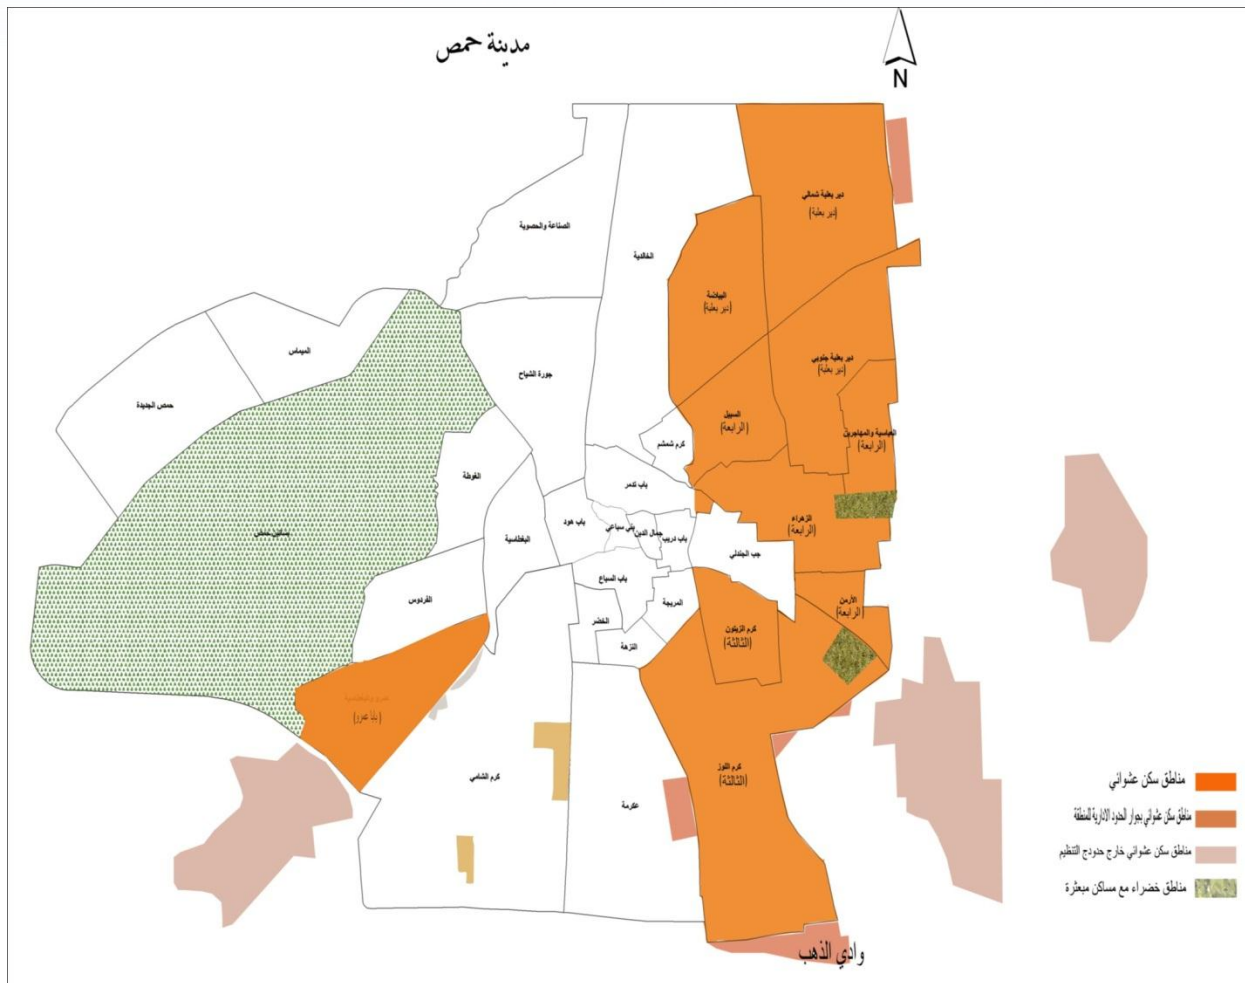 مدينة حمص
N
دير بعلبة شمالي
(دير بعلبة)
الصناعة والحصوية
الخالدية
البياضة
(دير بعلبة)
الميماس
دير بعلبة جنوبي
(دير بعلبة)
جورة الشياح
حمص الجديدة
السبيل
(الرابعة)
العباسية والمهاجرين
(الرابعة)
كرم شمشم
الغوطة
باب تدمر
الزهراء
(الرابعة)
باب هود
بني سباعي
جمال الدين
باب دريب
بساتين حمص
البغطاسية
جب الجندلي
باب السباع
الفردوس
المريجة
الأرمن
(الرابعة)
الخضر
كرم الزيتون
(الثالثة)
النزهة
(بابا عمرو)
كرم اللوز
(الثالثة)
كرم الشامي
عكرمة
مناطق سكن عشوائي
مناطق سكن عشوائي بجوار الحدود الادارية للمنطقة
مناطق سكن عشوائي خارج حدودج التنظيم
مناطق خضراء مع مساكن مبعثرة
وادي الذهب